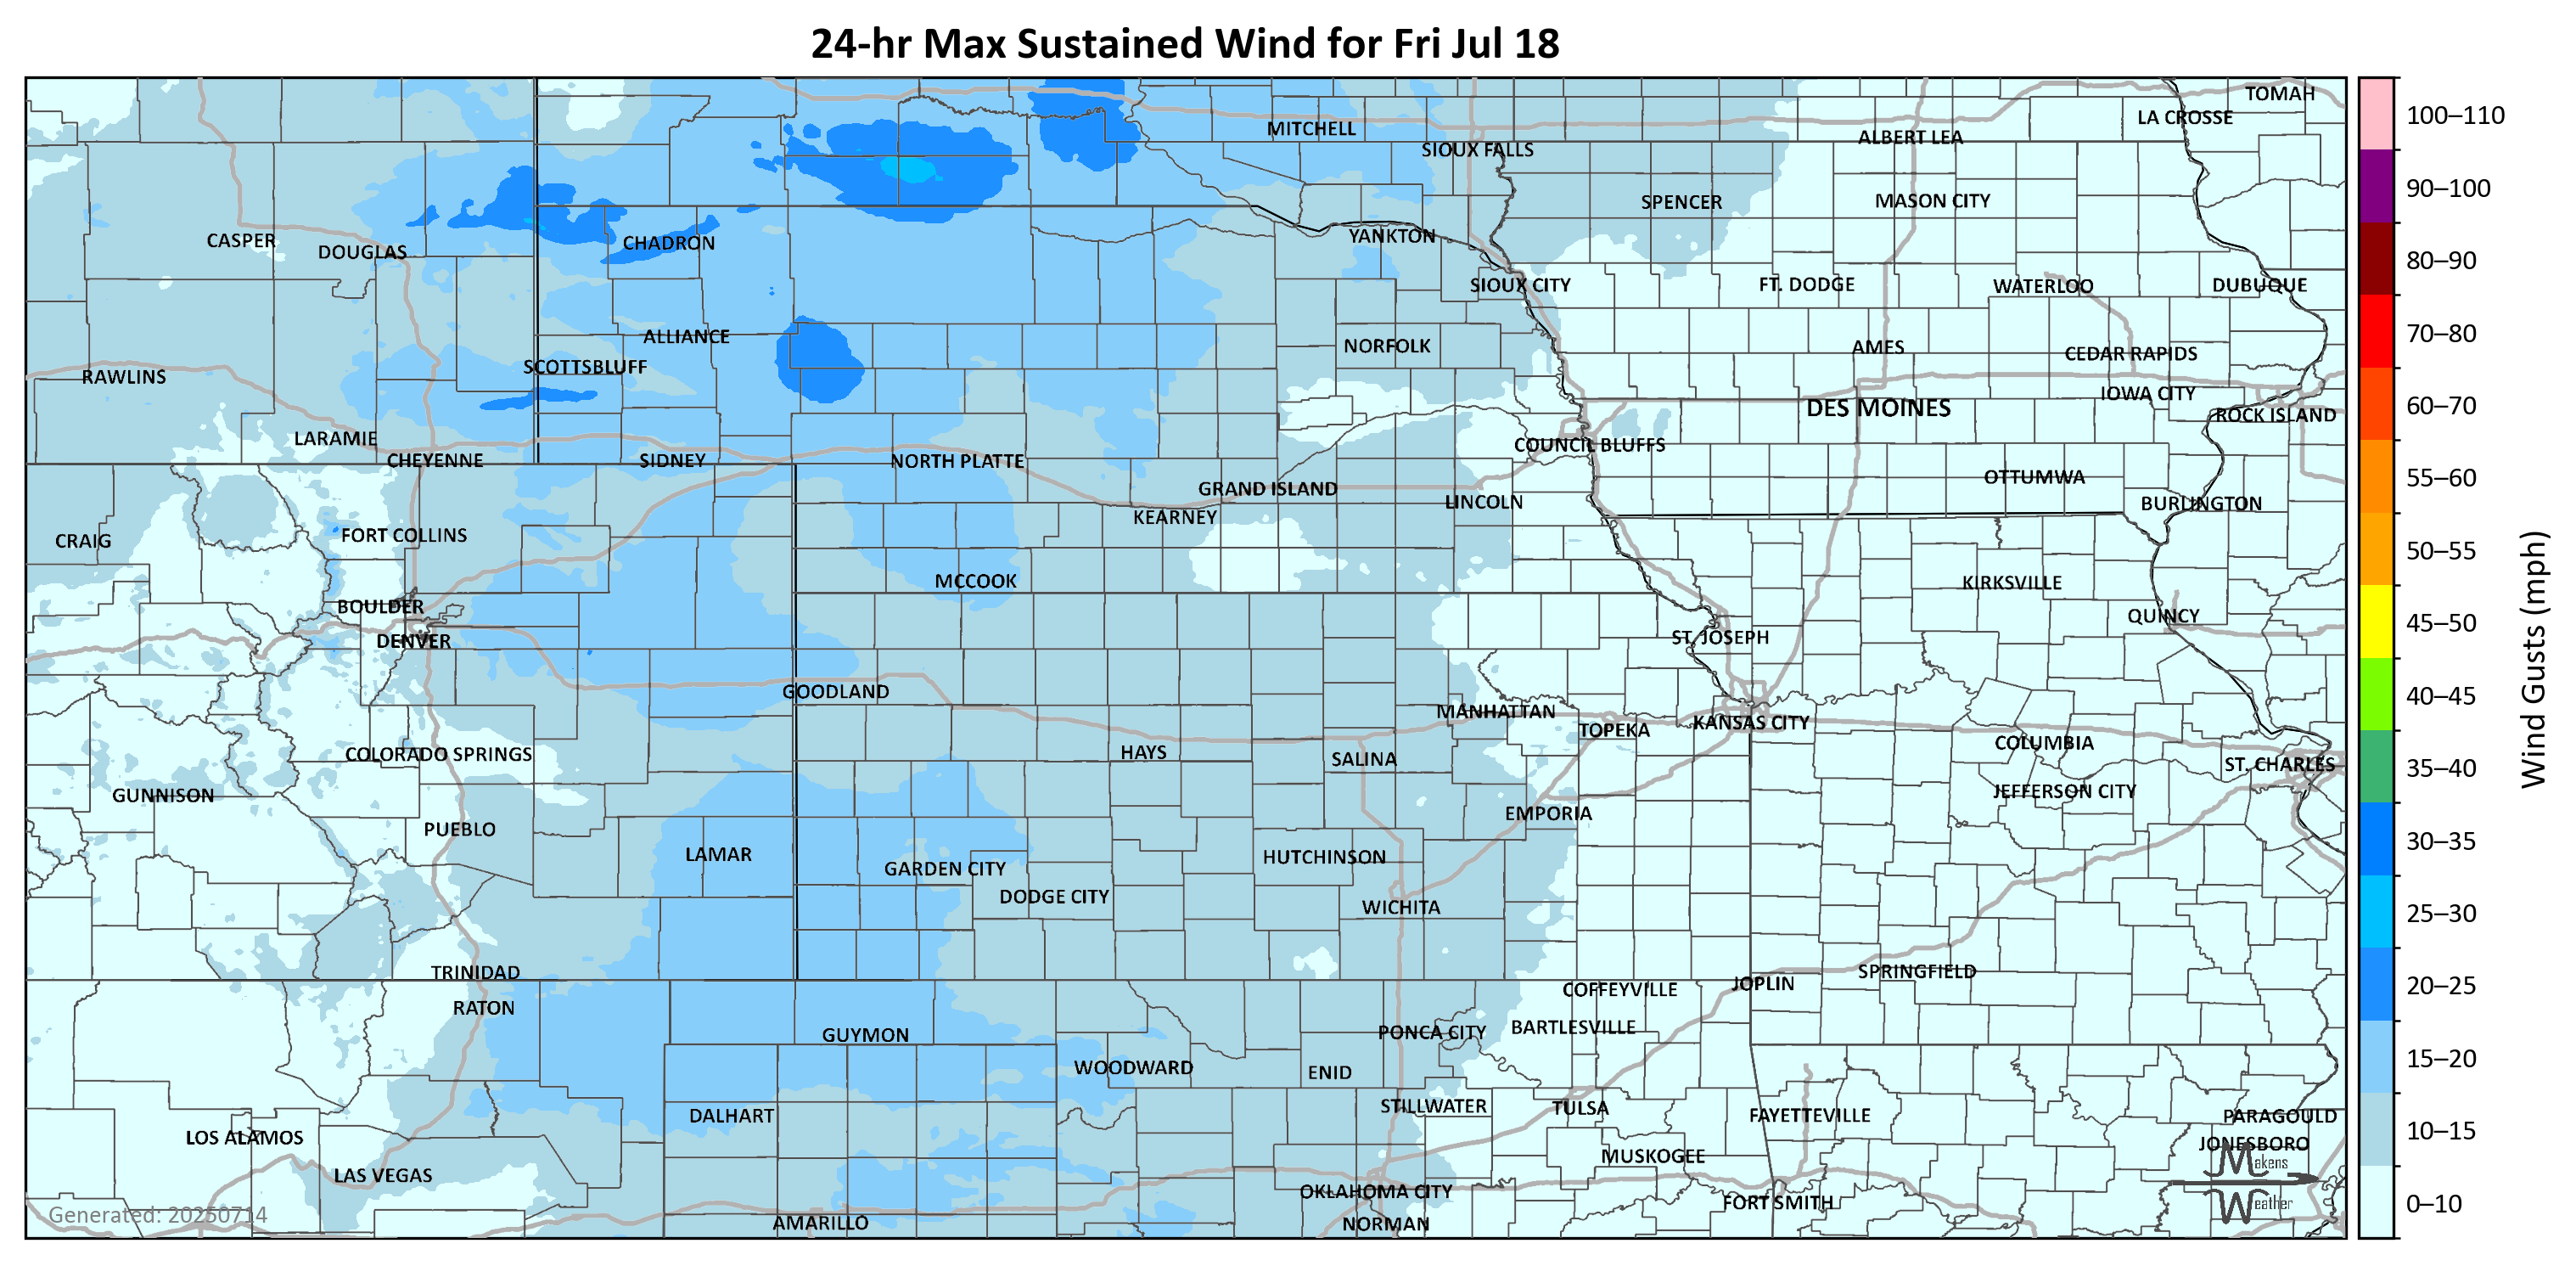 24-hr Max Sustained Wind for Fri Jul 18
TOMAH
LA CROSSE
MITCHELL
ALBERT LEA
SIOUX FALLS
SPENCER
MASON CITY
CASPER
DOUGLAS
CHADRON
YANKTON
SIOUX CITY
FT. DODGE
WATERLOO
DUBUQUE
ALLIANCE
NORFOLK
AMES
CEDAR RAPIDS
SCOTTSBLUFF
RAWLINS
IOWA CITY
DES MOINES
ROCK ISLAND
LARAMIE
COUNCIL BLUFFS
CHEYENNE
SIDNEY
NORTH PLATTE
OTTUMWA
GRAND ISLAND
LINCOLN
BURLINGTON
KEARNEY
FORT COLLINS
CRAIG
MCCOOK
KIRKSVILLE
BOULDER
QUINCY
DENVER
ST. JOSEPH
GOODLAND
MANHATTAN
KANSAS CITY
TOPEKA
COLUMBIA
COLORADO SPRINGS
HAYS
SALINA
ST. CHARLES
JEFFERSON CITY
GUNNISON
EMPORIA
PUEBLO
LAMAR
HUTCHINSON
GARDEN CITY
DODGE CITY
WICHITA
TRINIDAD
SPRINGFIELD
JOPLIN
COFFEYVILLE
RATON
BARTLESVILLE
PONCA CITY
GUYMON
WOODWARD
ENID
STILLWATER
TULSA
DALHART
FAYETTEVILLE
PARAGOULD
LOS ALAMOS
JONESBORO
MUSKOGEE
LAS VEGAS
OKLAHOMA CITY
FORT SMITH
AMARILLO
NORMAN
Generated: 20250714
Makens
Weather
100–110
90–100
80–90
70–80
60–70
55–60
50–55
45–50
40–45
35–40
30–35
25–30
20–25
15–20
10–15
0–10
Wind Gusts (mph)